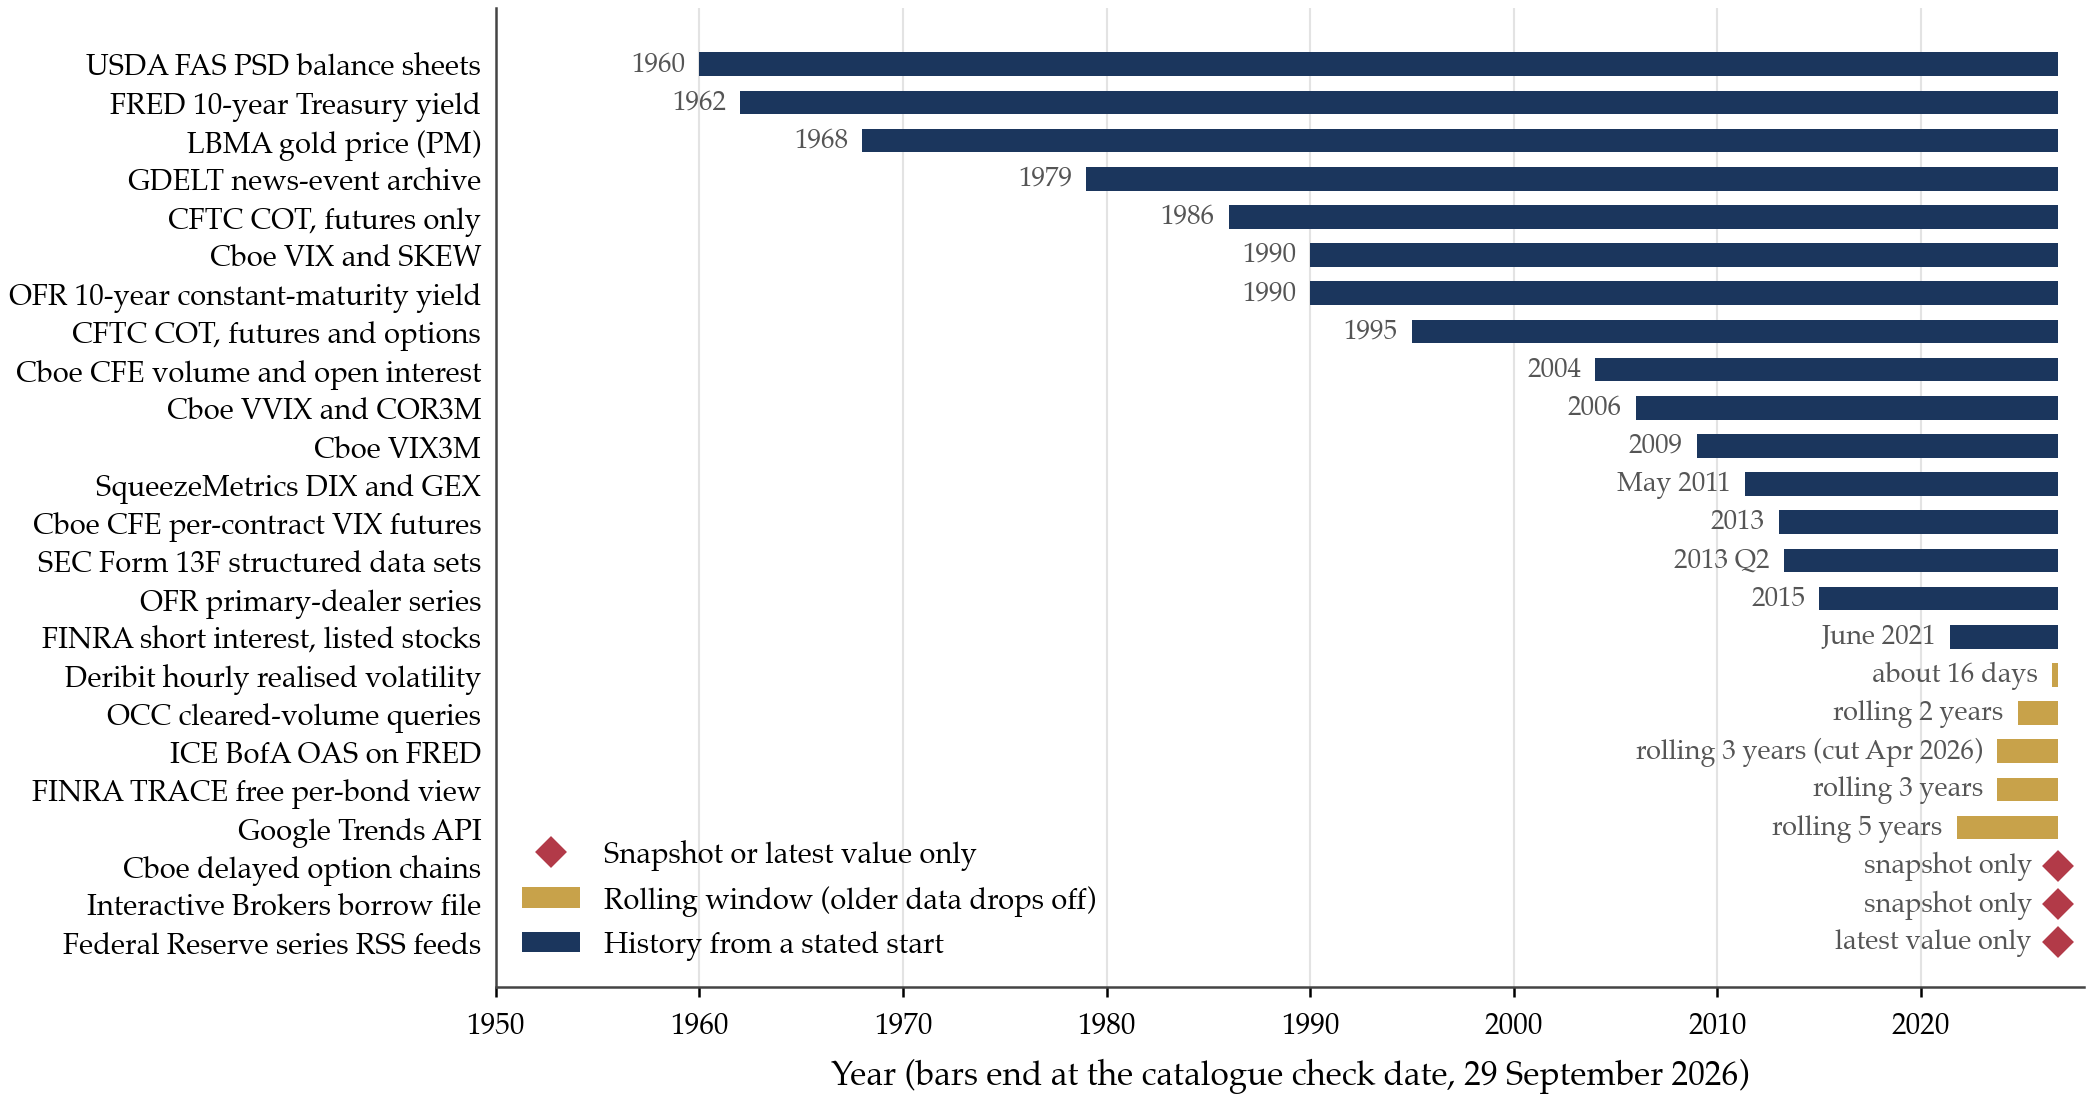 USDA FAS PSD balance sheets 1960
FRED 10-year Treasury yield 1962
LBMA gold price (PM) 1968
GDELT news-event archive 1979
CFTC COT, futures only 1986
Cboe VIX and SKEW 1990
OFR 10-year constant-maturity yield 1990
CFTC COT, futures and options 1995
Cboe CFE volume and open interest 2004
Cboe VVIX and COR3M 2006
Cboe VIX3M 2009
SqueezeMetrics DIX and GEX May 2011
Cboe CFE per-contract VIX futures 2013
SEC Form 13F structured data sets 2013 Q2
OFR primary-dealer series 2015
FINRA short interest, listed stocks June 2021
Deribit hourly realised volatility about 16 days
OCC cleared-volume queries rolling 2 years
ICE BofA OAS on FRED rolling 3 years (cut Apr 2026)
FINRA TRACE free per-bond view rolling 3 years
Google Trends API rolling 5 years
Cboe delayed option chains snapshot only
Interactive Brokers borrow file snapshot only
Federal Reserve series RSS feeds latest value only
Snapshot or latest value only
Rolling window (older data drops off)
History from a stated start
1950 1960 1970 1980 1990 2000 2010 2020
Year (bars end at the catalogue check date, 29 September 2026)